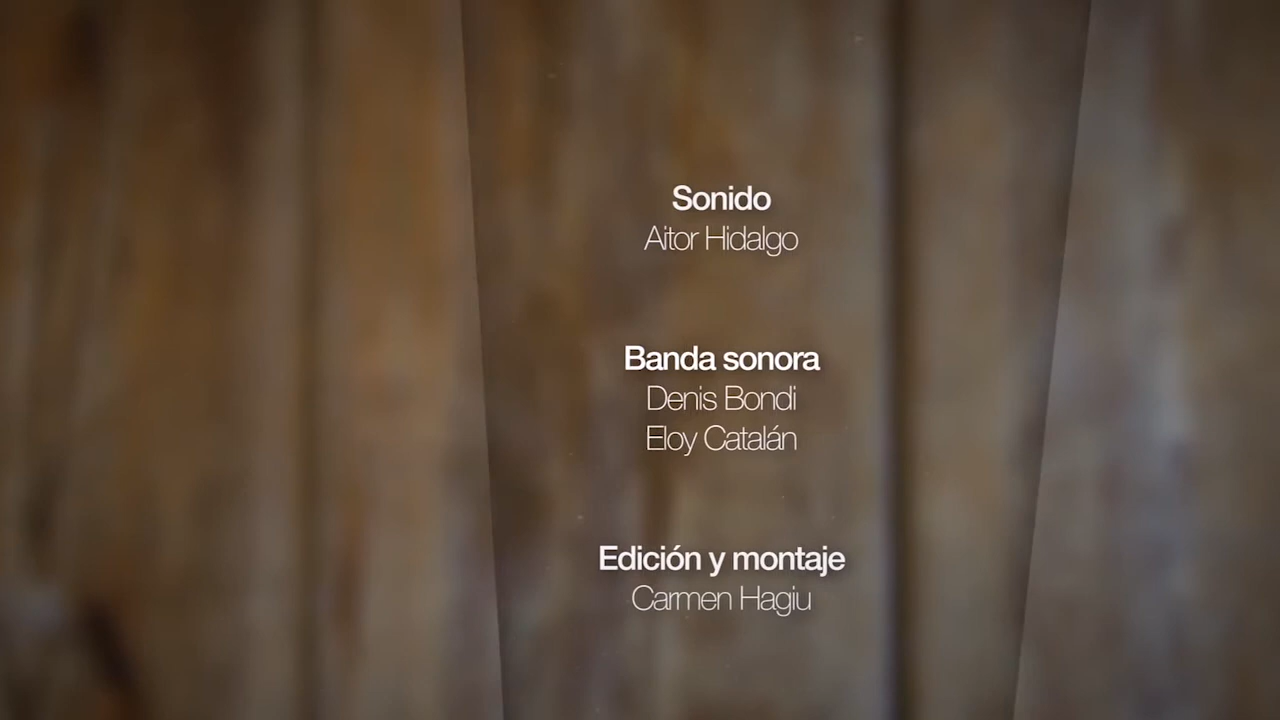 Sonido
Aitor Hidalgo
Banda sonora
Denis Bondi
Eloy Catalán
Edición y montaje
Carmen Hagiu